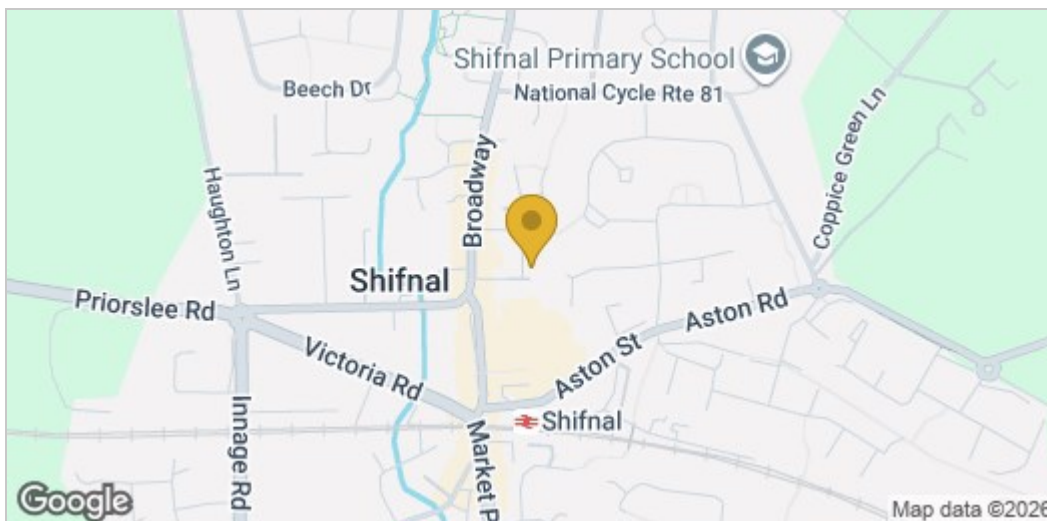 Shifnal Primary School
National Cycle Rte 81
Beech Dr
Coppice Green Ln
Haughton Ln
Broadway
Shifnal
Priorslee Rd
Victoria Rd
Aston Rd
Aston St
Innage Rd
Market P
Shifnal
Google
Map data ©2026